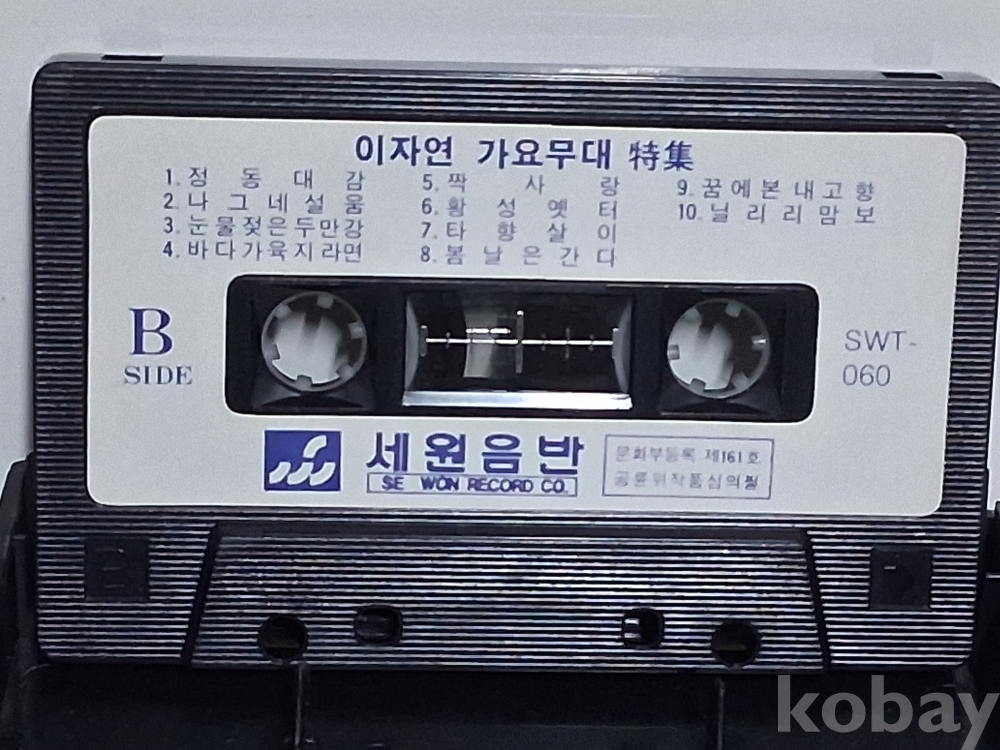 이자연 가요무대 特集
1. 정동대감
2. 나그네설움
3. 눈물젖은두만강
4. 바다가육지라면
5. 짝사랑
6. 황성옛터
7. 타향살이
8. 봄날은간다
9. 꿈에본내고향
10. 닐리리맘보
B
SIDE
SWT-
060
세원음반
SE WON RECORD CO.
문화부등록 제161호
공륜위작품심의필
kobay